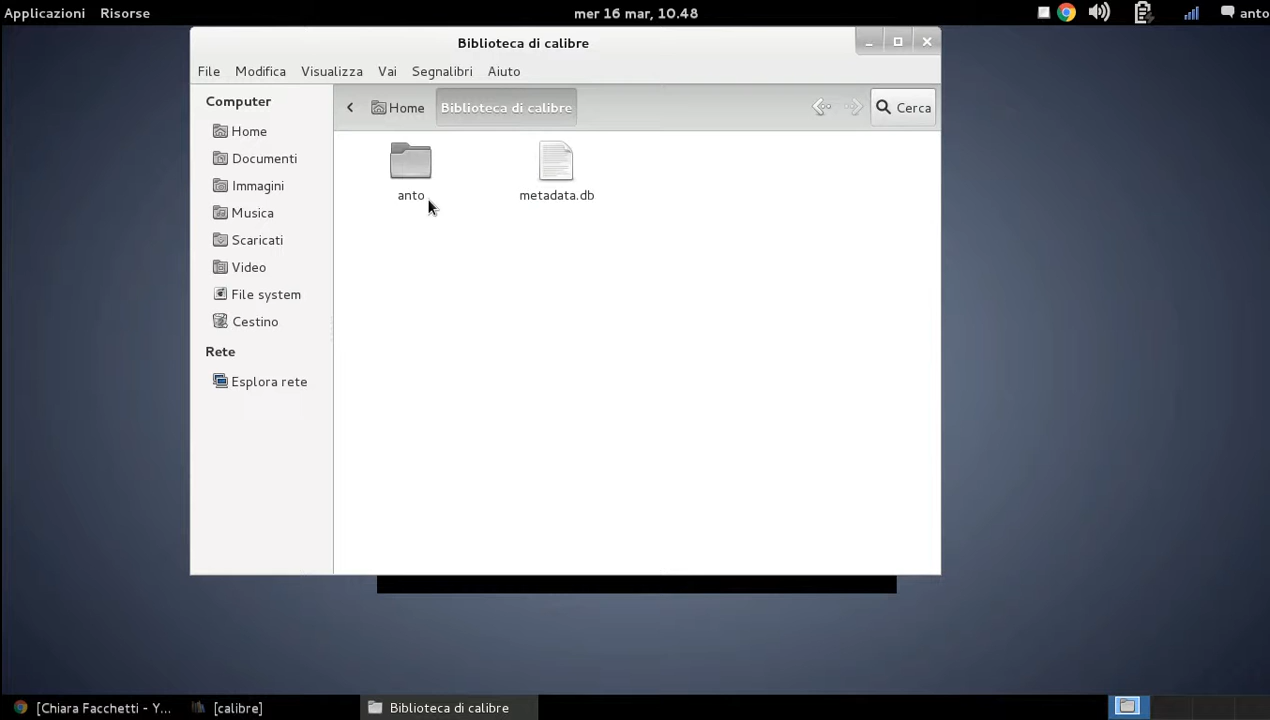 Applicazioni Risorse mer 16 mar, 10.48 anto
Biblioteca di calibre
File Modifica Visualizza Vai Segnalibri Aiuto
Computer
Home
Documenti
Immagini
Musica
Scaricati
Video
File system
Cestino
Rete
Esplora rete
Home Biblioteca di calibre Cerca
anto metadata.db
[Chiara Facchetti - Y... [calibre] Biblioteca di calibre